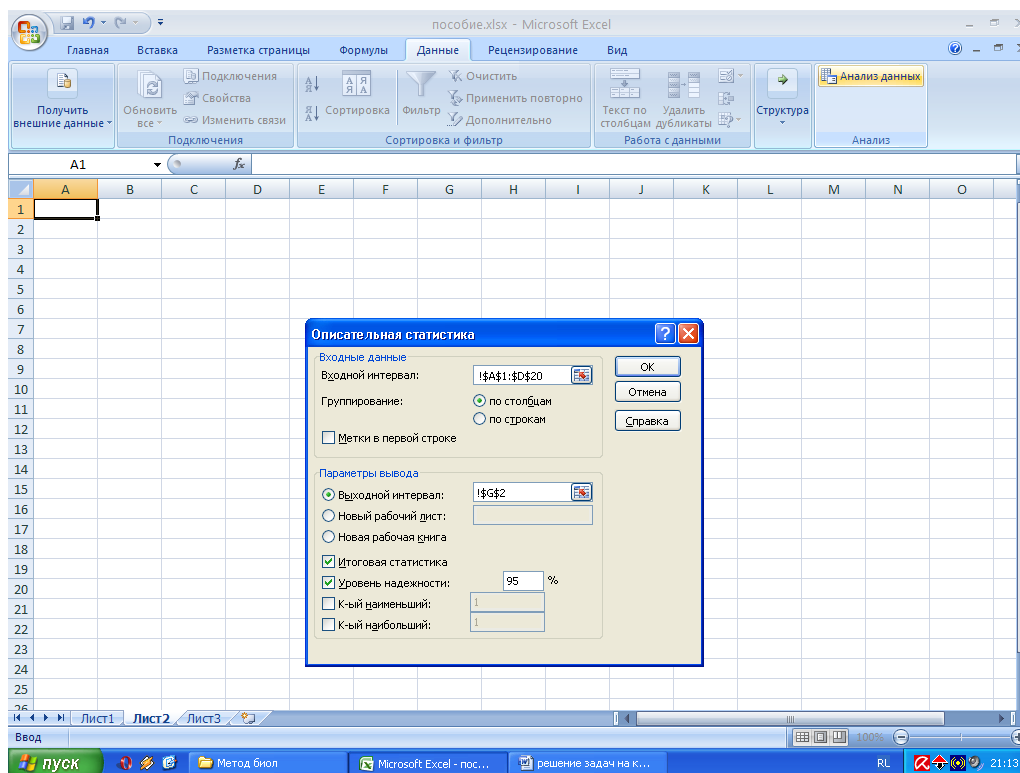 пособие.xlsx - Microsoft Excel
Главная Вставка Разметка страницы Формулы Данные Рецензирование Вид
Получить внешние данные
Обновить все
Подключения
Свойства
Изменить связи
Подключения
Сортировка
Фильтр
Очистить
Применить повторно
Дополнительно
Сортировка и фильтр
Текст по столбцам
Удалить дубликаты
Работа с данными
Структура
Анализ данных
Анализ
A1 fx
A B C D E F G H I J K L M N O
1
2
3
4
5
6
7
8
9
10
11
12
13
14
15
16
17
18
19
20
21
22
23
24
25
26
Описательная статистика
Входные данные
Входной интервал: !$A$1:$D$20
Группирование: по столбцам
по строкам
Метки в первой строке
OK
Отмена
Справка
Параметры вывода
Выходной интервал: !$G$2
Новый рабочий лист:
Новая рабочая книга
Итоговая статистика
Уровень надежности: 95 %
К-ый наименьший: 1
К-ый наибольший: 1
Лист1 Лист2 Лист3
Ввод 100%
пуск Метод биол Microsoft Excel - пос... решение задач на к... RL 21:13